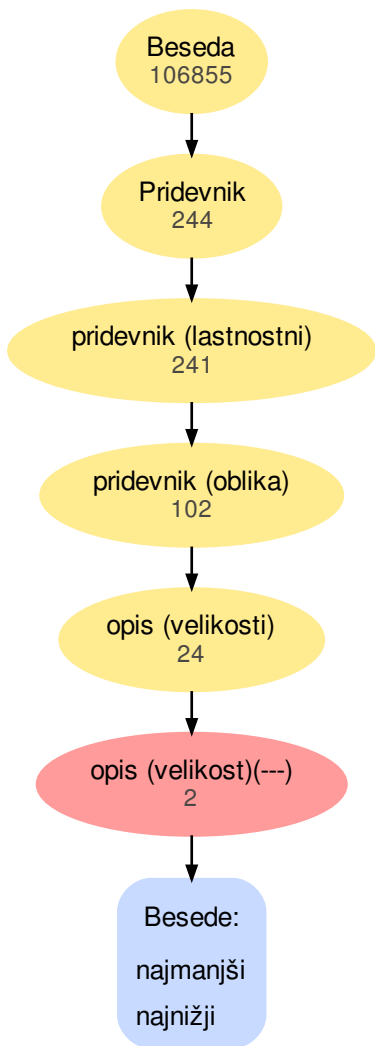 Beseda
106855
Pridevnik
244
pridevnik (lastnostni)
241
pridevnik (oblika)
102
opis (velikosti)
24
opis (velikost)(---)
2
Besede:
najmanjši
najnižji